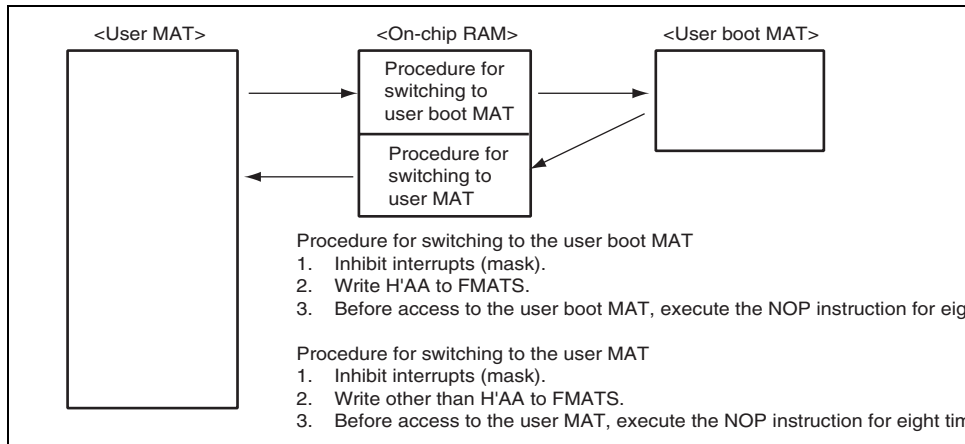 <User MAT>
<On-chip RAM>
<User boot MAT>
Procedure for
switching to
user boot MAT
Procedure for
switching to
user MAT
Procedure for switching to the user boot MAT
1. Inhibit interrupts (mask).
2. Write H'AA to FMATS.
3. Before access to the user boot MAT, execute the NOP instruction for eig
Procedure for switching to the user MAT
1. Inhibit interrupts (mask).
2. Write other than H'AA to FMATS.
3. Before access to the user MAT, execute the NOP instruction for eight tim